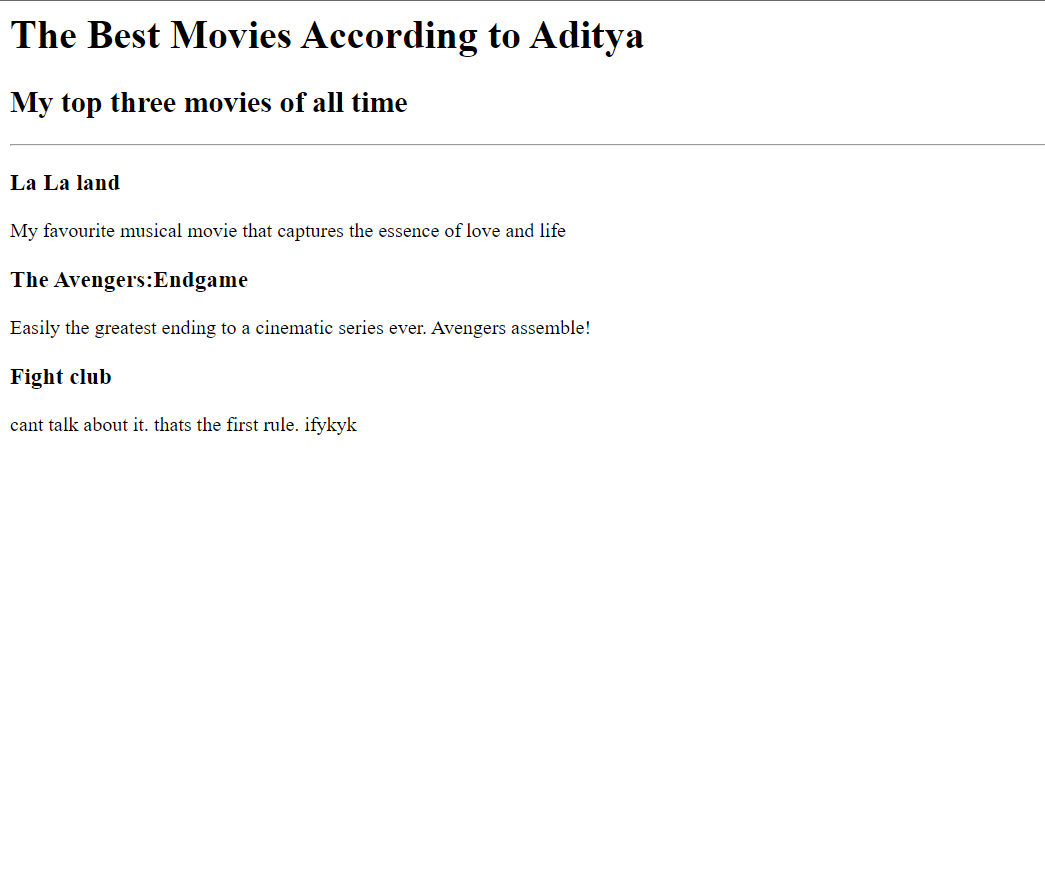 The Best Movies According to Aditya
My top three movies of all time
La La land
My favourite musical movie that captures the essence of love and life
The Avengers:Endgame
Easily the greatest ending to a cinematic series ever. Avengers assemble!
Fight club
cant talk about it. thats the first rule. ifykyk